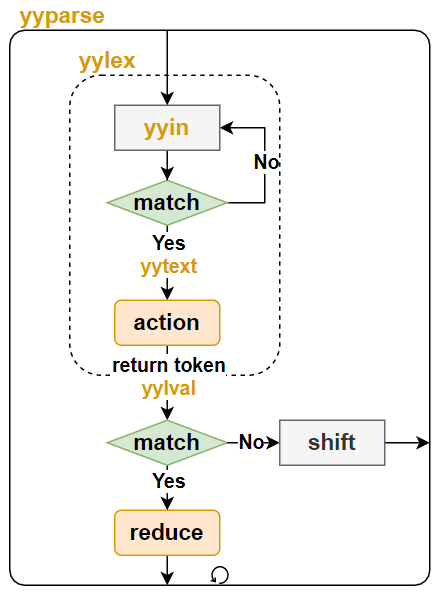 yyparse
yylex
yyin
No
match
Yes
yytext
action
return token
yylval
match
No
shift
Yes
reduce